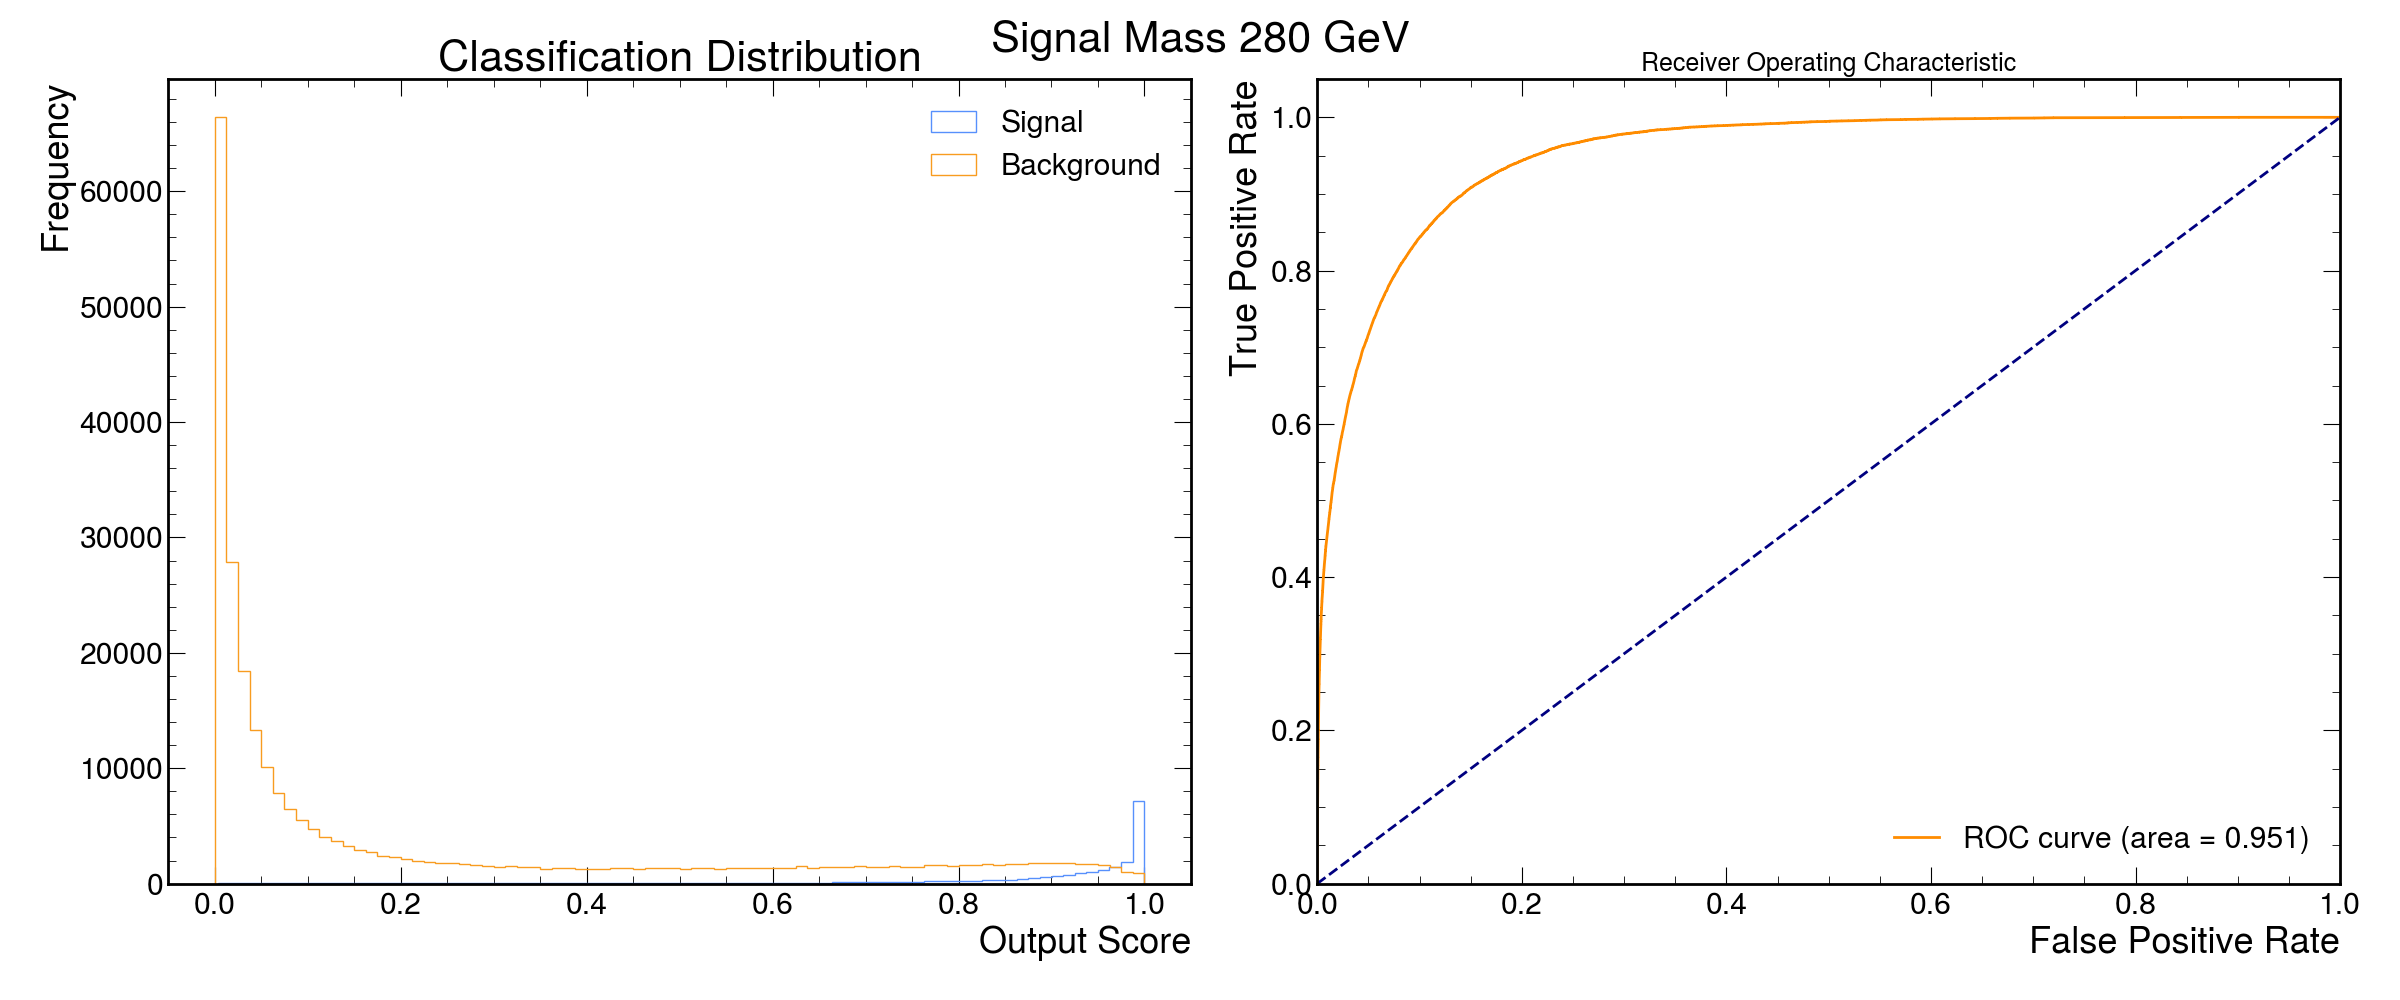 Signal Mass 280 GeV
Classification Distribution
Frequency
60000
50000
40000
30000
20000
10000
0
0.0 0.2 0.4 0.6 0.8 1.0
Output Score
Signal
Background
Receiver Operating Characteristic
True Positive Rate
1.0
0.8
0.6
0.4
0.2
0.0
0.0 0.2 0.4 0.6 0.8 1.0
False Positive Rate
ROC curve (area = 0.951)